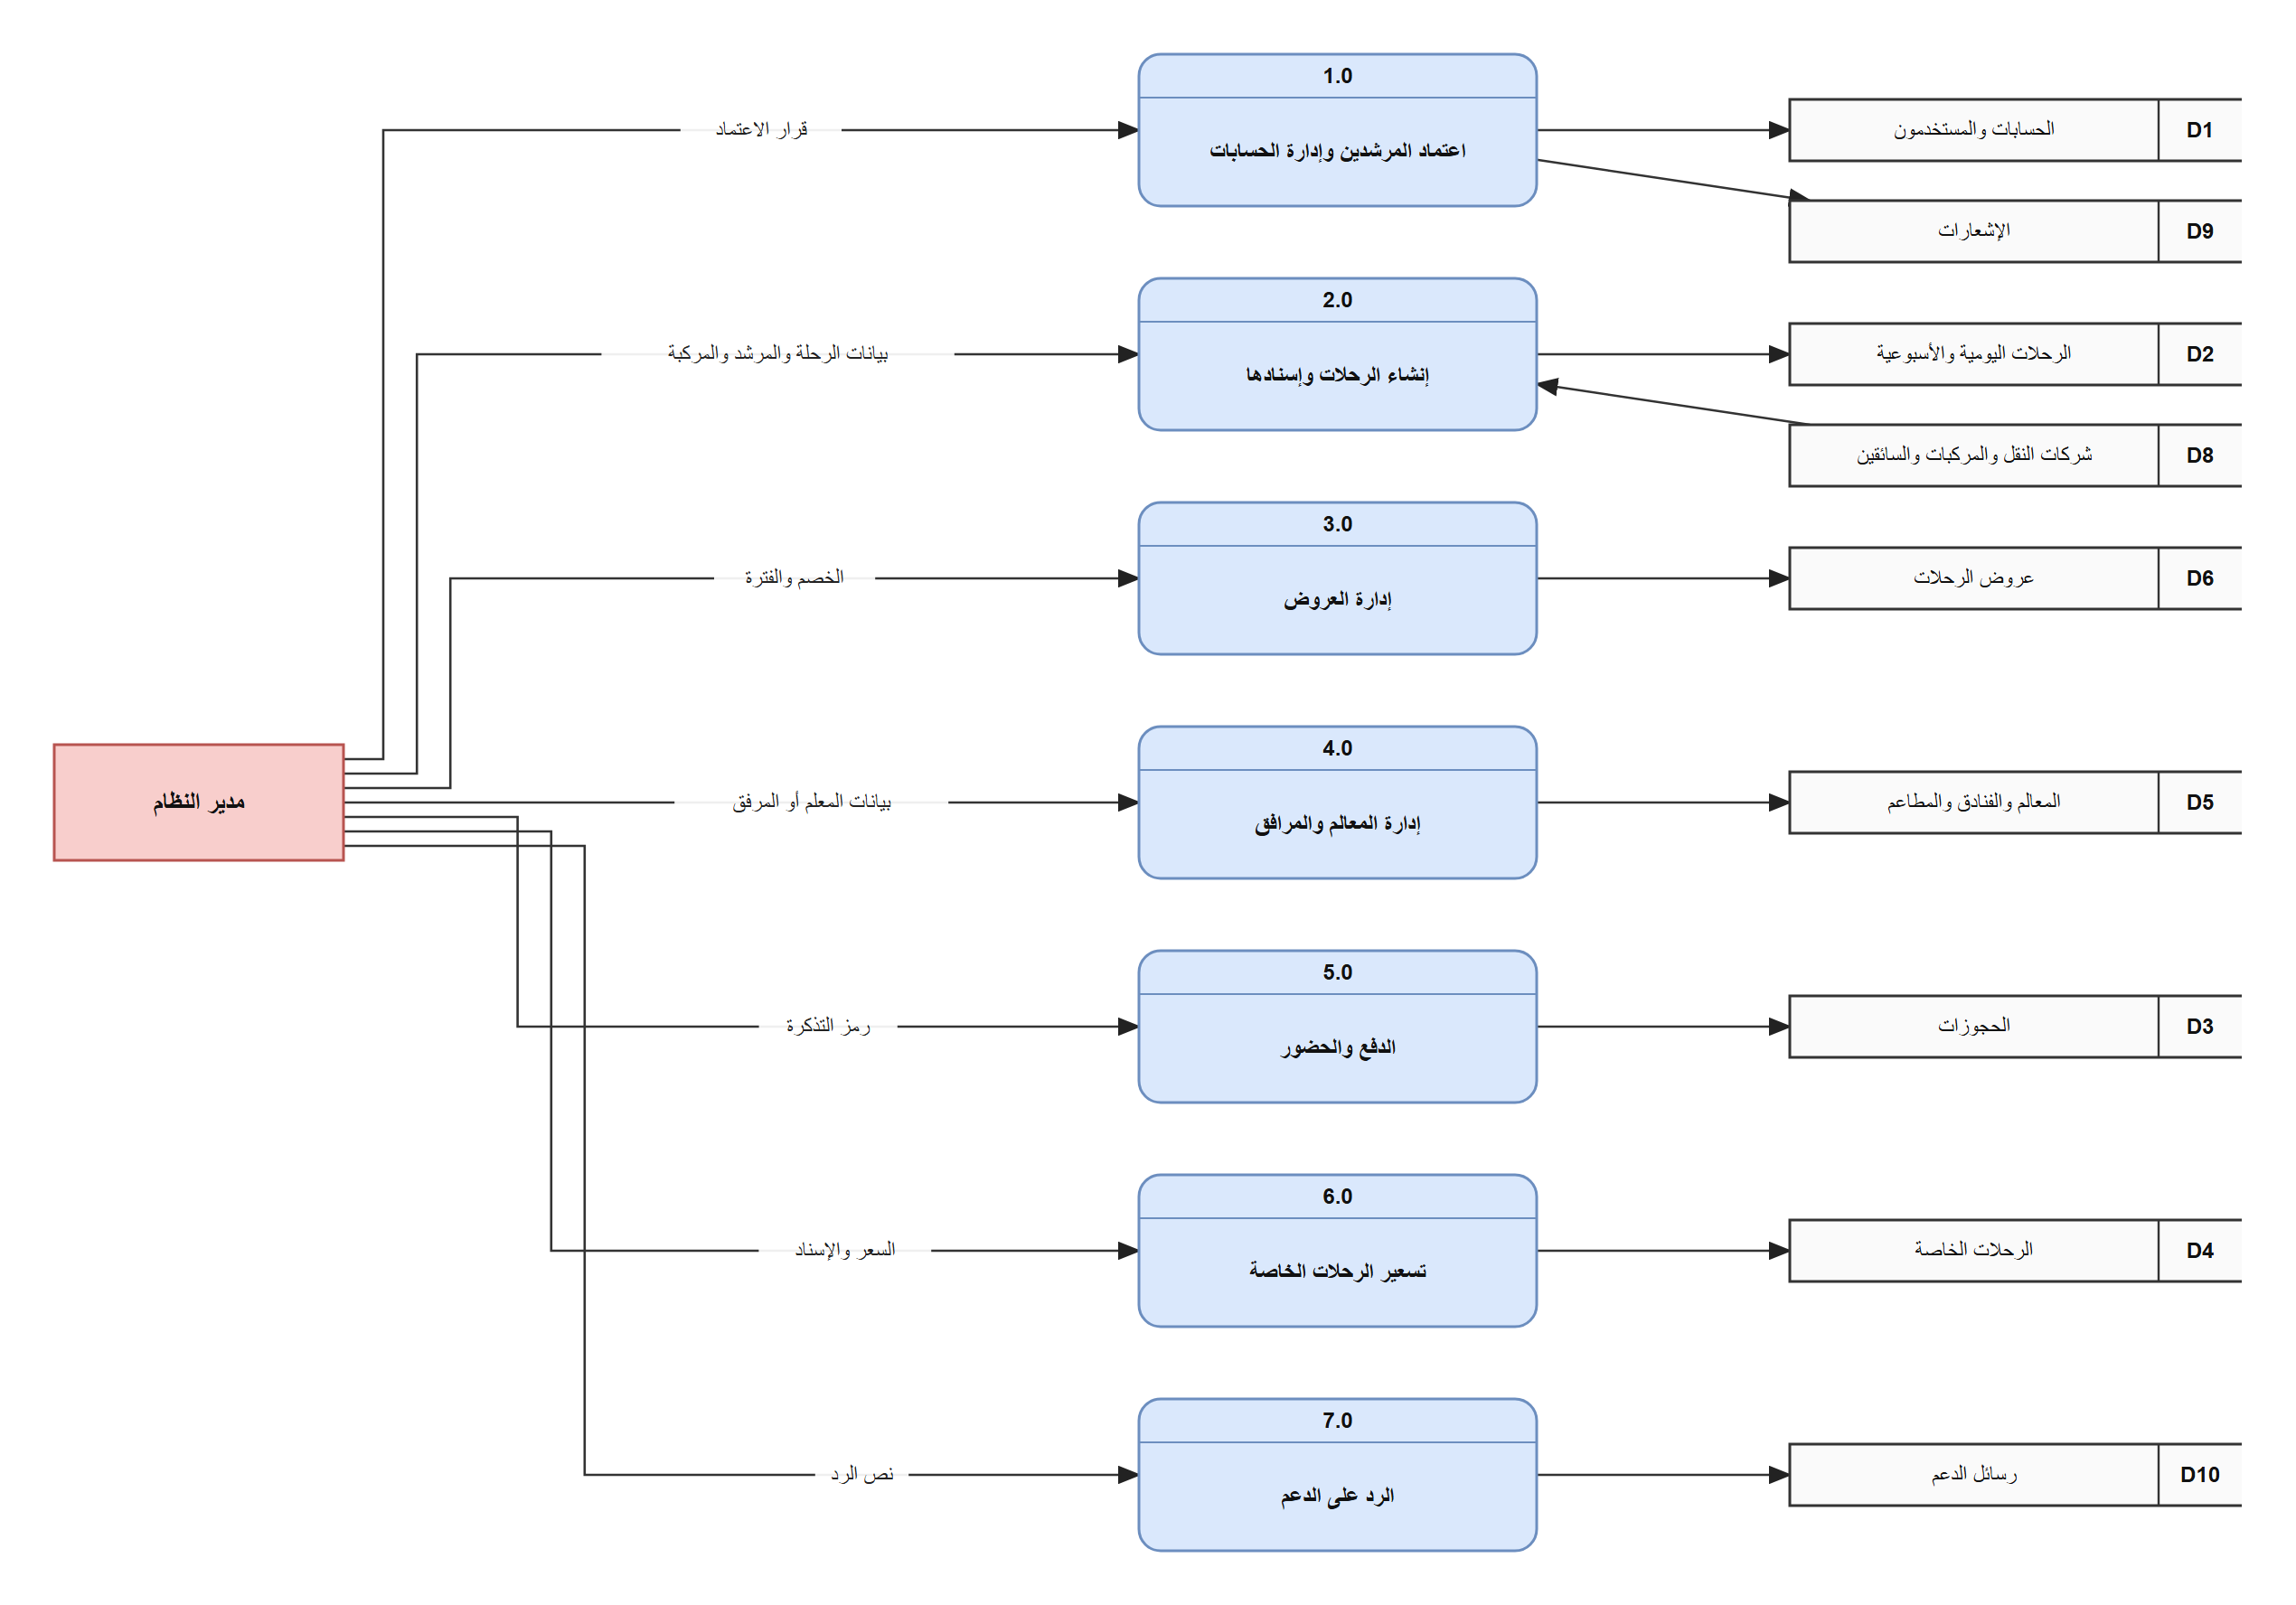 1.0
اعتماد المرشدين وإدارة الحسابات
قرار الاعتماد
الحسابات والمستخدمون
D1
الإشعارات
D9
2.0
إنشاء الرحلات وإسنادها
بيانات الرحلة والمرشد والمركبة
الرحلات اليومية والأسبوعية
D2
شركات النقل والمركبات والسائقين
D8
3.0
إدارة العروض
الخصم والفترة
عروض الرحلات
D6
مدير النظام
4.0
إدارة المعالم والمرافق
بيانات المعلم أو المرفق
المعالم والفنادق والمطاعم
D5
5.0
الدفع والحضور
رمز التذكرة
الحجوزات
D3
6.0
تسعير الرحلات الخاصة
السعر والإسناد
الرحلات الخاصة
D4
7.0
الرد على الدعم
نص الرد
رسائل الدعم
D10